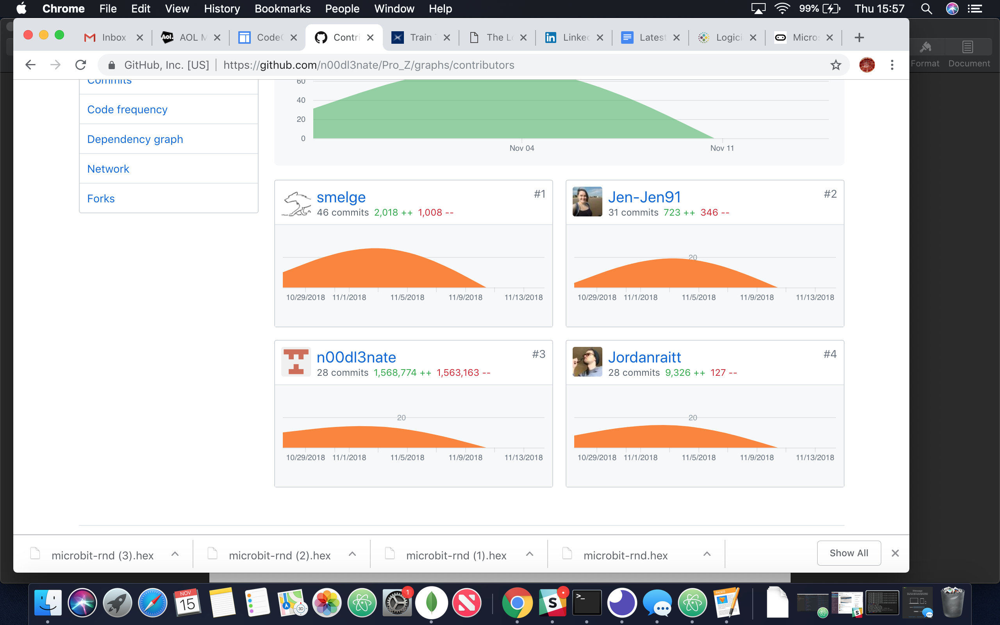 Chrome File Edit View History Bookmarks People Window Help 99% Thu 15:57
Inbox AOL M CodeC Contri Train The Lo Linked Latest Logici Micros
GitHub, Inc. [US] https://github.com/n00dl3nate/Pro_Z/graphs/contributors
Format Document
Commits
Code frequency
Dependency graph
Network
Forks
60
40
20
0
Nov 04 Nov 11
smelge #1
46 commits 2,018 ++ 1,008 --
10/29/2018 11/1/2018 11/5/2018 11/9/2018 11/13/2018
Jen-Jen91 #2
31 commits 723 ++ 346 --
20
10/29/2018 11/1/2018 11/5/2018 11/9/2018 11/13/2018
n00dl3nate #3
28 commits 1,568,774 ++ 1,563,163 --
20
10/29/2018 11/1/2018 11/5/2018 11/9/2018 11/13/2018
Jordanraitt #4
28 commits 9,326 ++ 127 --
20
10/29/2018 11/1/2018 11/5/2018 11/9/2018 11/13/2018
microbit-rnd (3).hex microbit-rnd (2).hex microbit-rnd (1).hex microbit-rnd.hex Show All
NOV
15
3D
1
PAGES